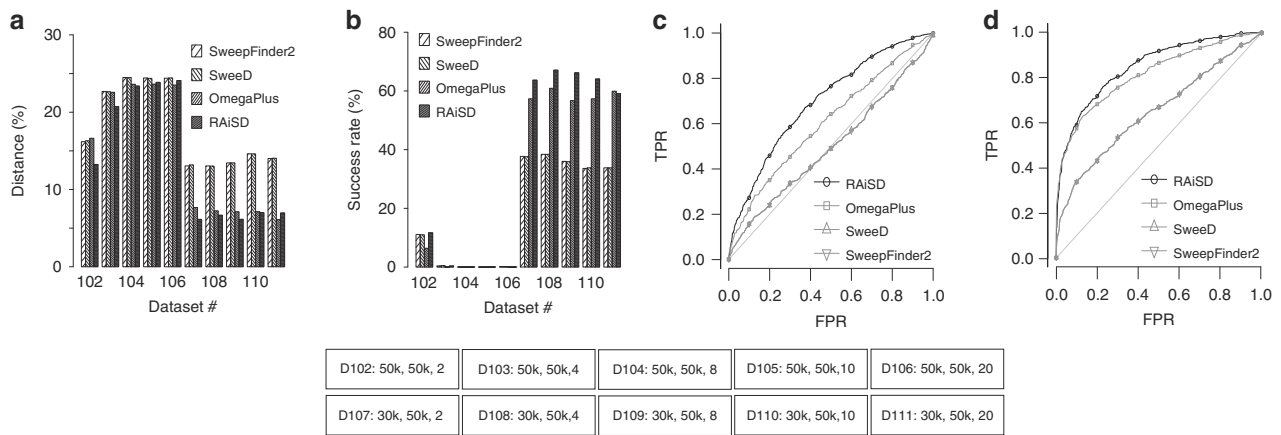 a
30
20
10
0
Distance (%)
102
104
106
108
110
Dataset #
SweepFinder2
SweeD
OmegaPlus
RAiSD
b
80
60
40
20
0
Success rate (%)
102
104
106
108
110
Dataset #
SweepFinder2
SweeD
OmegaPlus
RAiSD
c
1.0
0.8
0.6
0.4
0.2
0.0
TPR
0.0
0.2
0.4
0.6
0.8
1.0
FPR
RAiSD
OmegaPlus
SweeD
SweepFinder2
d
1.0
0.8
0.6
0.4
0.2
0.0
TPR
0.0
0.2
0.4
0.6
0.8
1.0
FPR
RAiSD
OmegaPlus
SweeD
SweepFinder2
D102: 50k, 50k, 2
D103: 50k, 50k,4
D104: 50k, 50k, 8
D105: 50k, 50k,10
D106: 50k, 50k, 20
D107: 30k, 50k, 2
D108: 30k, 50k,4
D109: 30k, 50k, 8
D110: 30k, 50k,10
D111: 30k, 50k, 20